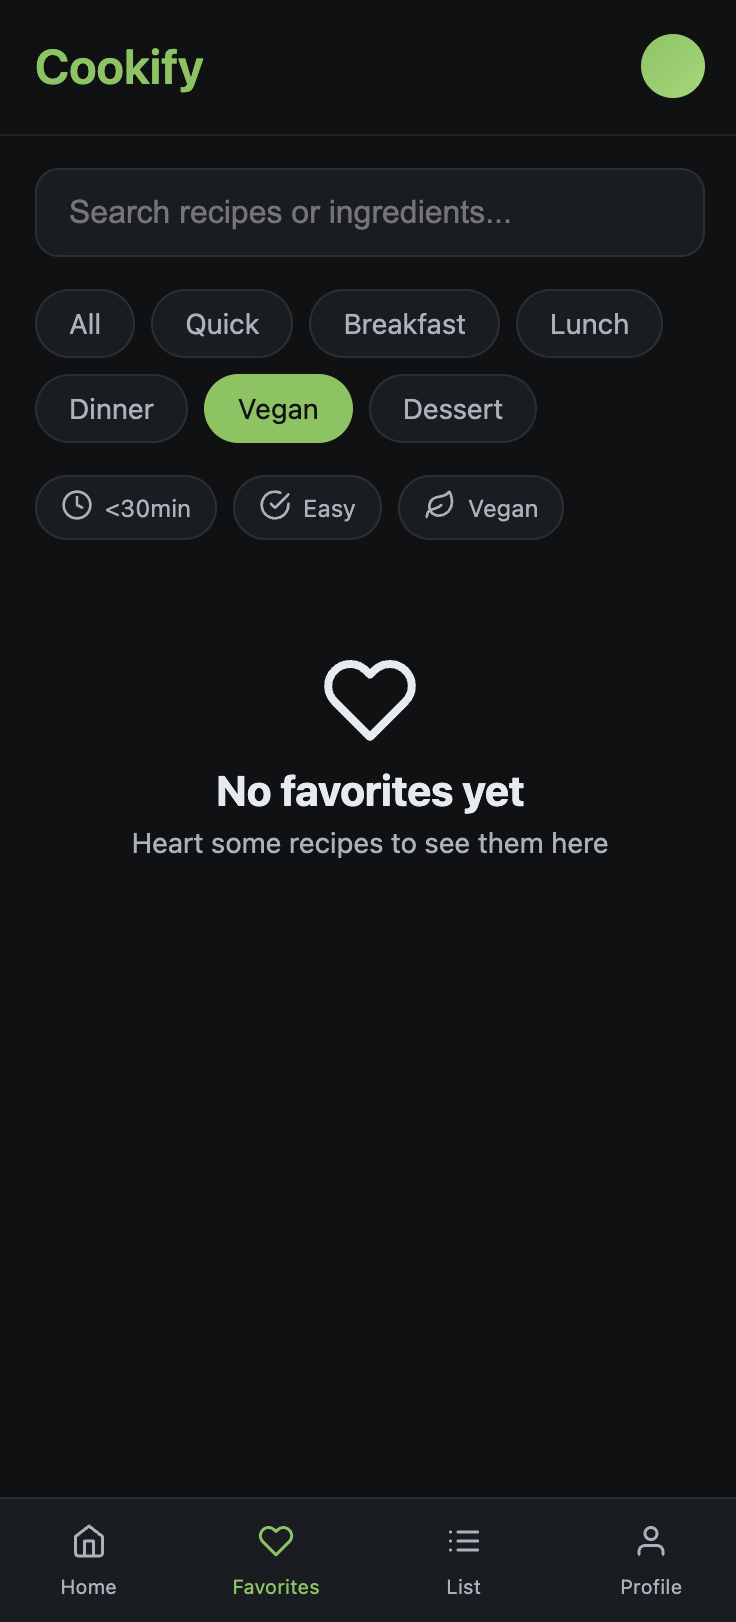 Cookify
Search recipes or ingredients...
All Quick Breakfast Lunch
Dinner Vegan Dessert
<30min Easy Vegan
No favorites yet
Heart some recipes to see them here
Home Favorites List Profile